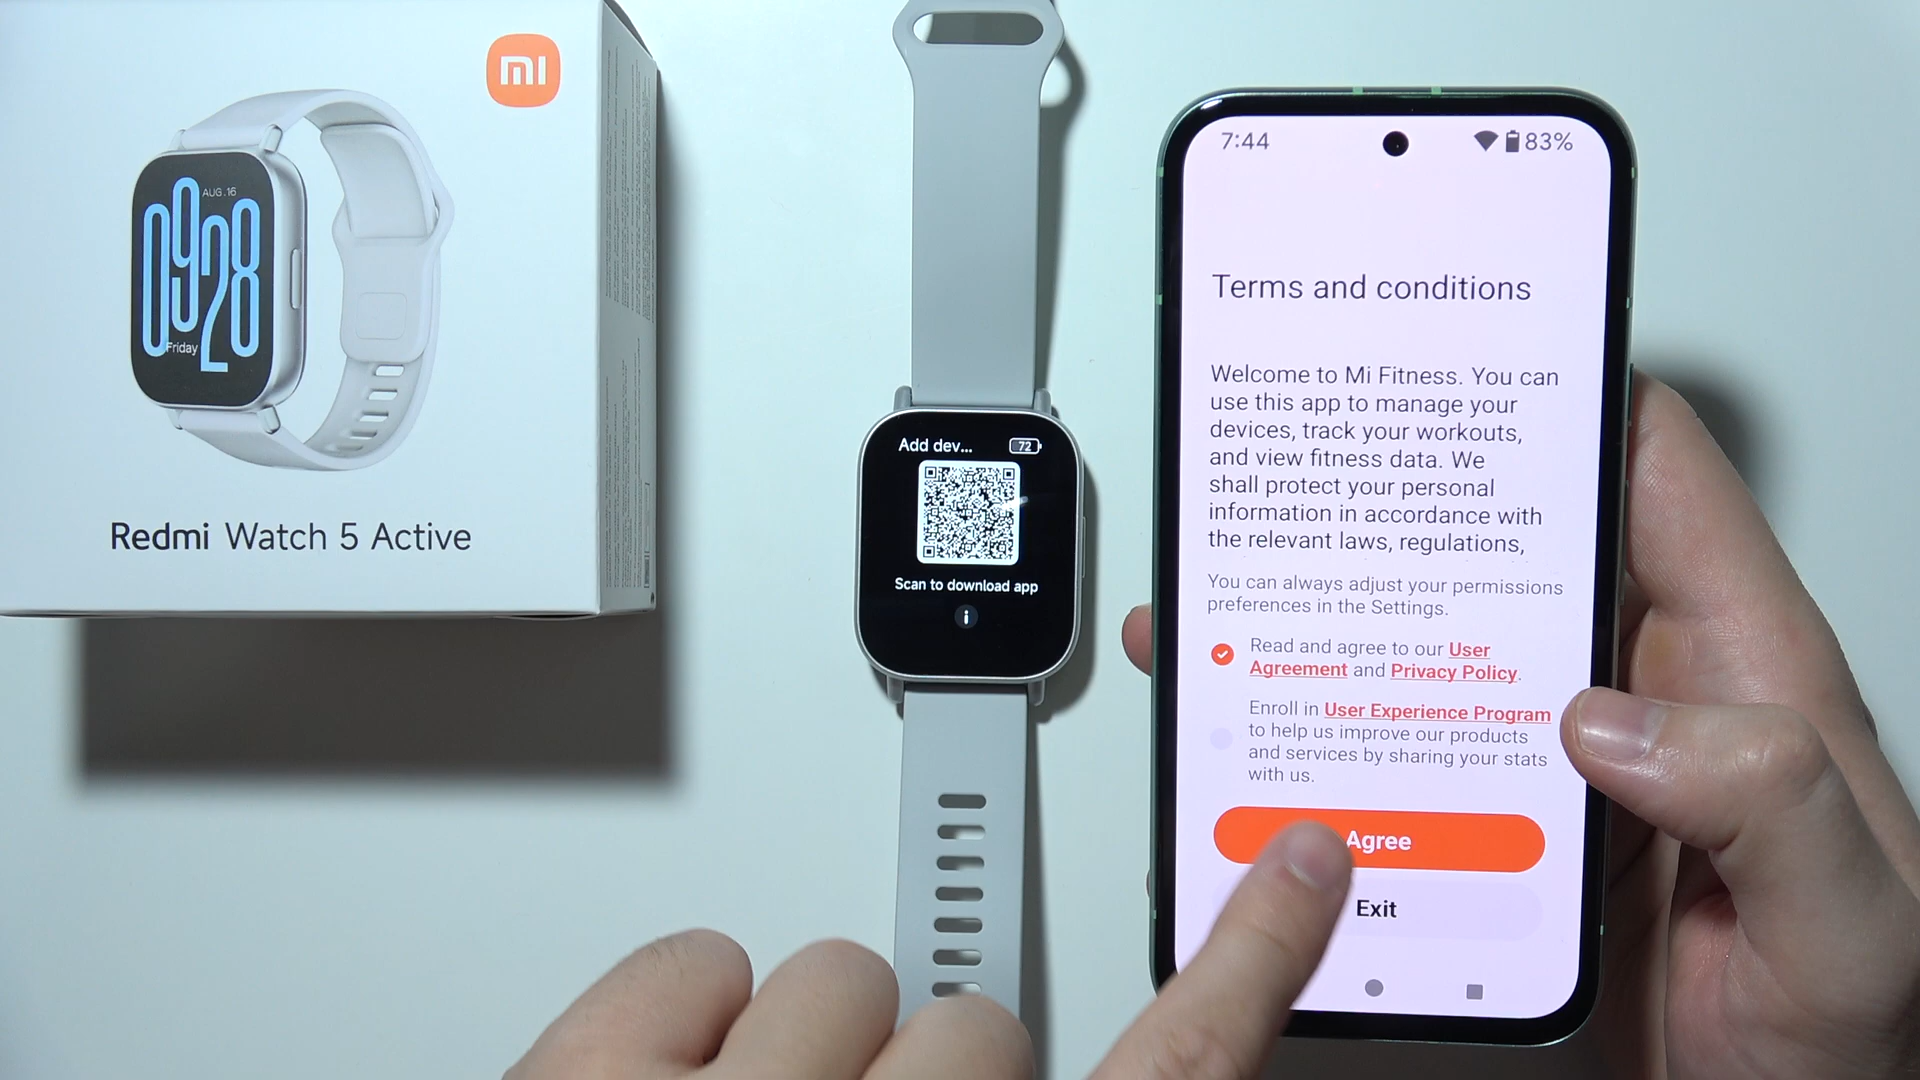 mi
AUG.16
0928
Friday
Redmi Watch 5 Active
Add dev...
72
Scan to download app
i
7:44
83%
Terms and conditions
Welcome to Mi Fitness. You can
use this app to manage your
devices, track your workouts,
and view fitness data. We
shall protect your personal
information in accordance with
the relevant laws, regulations,
You can always adjust your permissions
preferences in the Settings.
Read and agree to our User
Agreement and Privacy Policy.
Enroll in User Experience Program
to help us improve our products
and services by sharing your stats
with us.
Agree
Exit